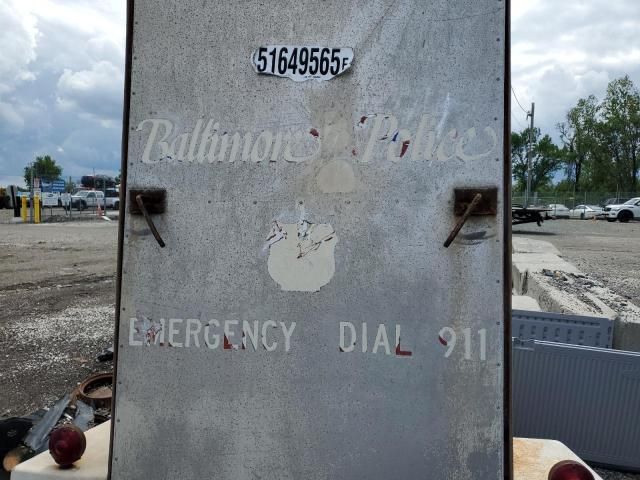 51649565F
Baltimore Police
EMERGENCY DIAL 911